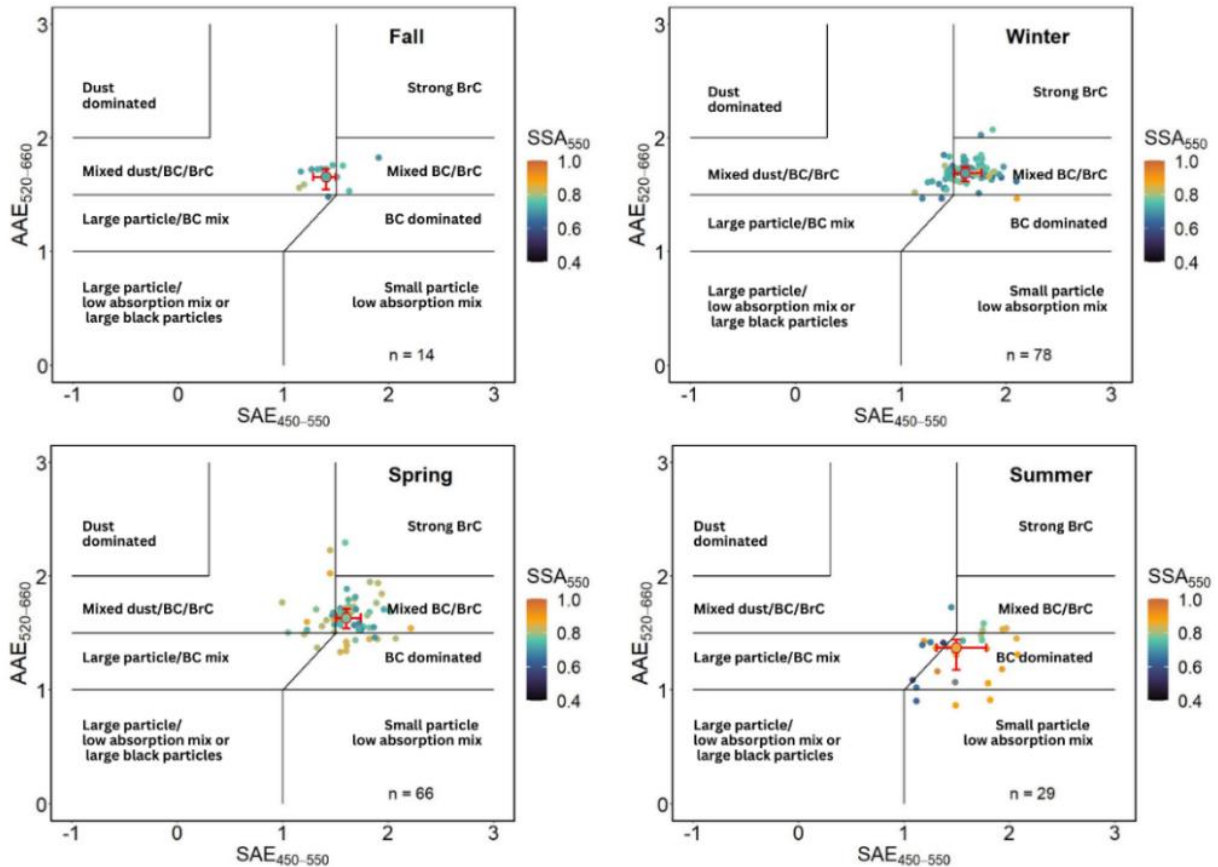 3
Fall
Dust
dominated
Strong BrC
2
Mixed dust/BC/BrC
Mixed BC/BrC
Large particle/BC mix
BC dominated
1
Large particle/
low absorption mix or
large black particles
Small particle
low absorption mix
n = 14
0
-1 0 1 2 3
SAE450–550
AAE520–660
SSA550
1.0
0.8
0.6
0.4
3
Winter
Dust
dominated
Strong BrC
2
Mixed dust/BC/BrC
Mixed BC/BrC
Large particle/BC mix
BC dominated
1
Large particle/
low absorption mix or
large black particles
Small particle
low absorption mix
n = 78
0
-1 0 1 2 3
SAE450–550
AAE520–660
SSA550
1.0
0.8
0.6
0.4
3
Spring
Dust
dominated
Strong BrC
2
Mixed dust/BC/BrC
Mixed BC/BrC
Large particle/BC mix
BC dominated
1
Large particle/
low absorption mix or
large black particles
Small particle
low absorption mix
n = 66
0
-1 0 1 2 3
SAE450–550
AAE520–660
SSA550
1.0
0.8
0.6
0.4
3
Summer
Dust
dominated
Strong BrC
2
Mixed dust/BC/BrC
Mixed BC/BrC
Large particle/BC mix
BC dominated
1
Large particle/
low absorption mix or
large black particles
Small particle
low absorption mix
n = 29
0
-1 0 1 2 3
SAE450–550
AAE520–660
SSA550
1.0
0.8
0.6
0.4